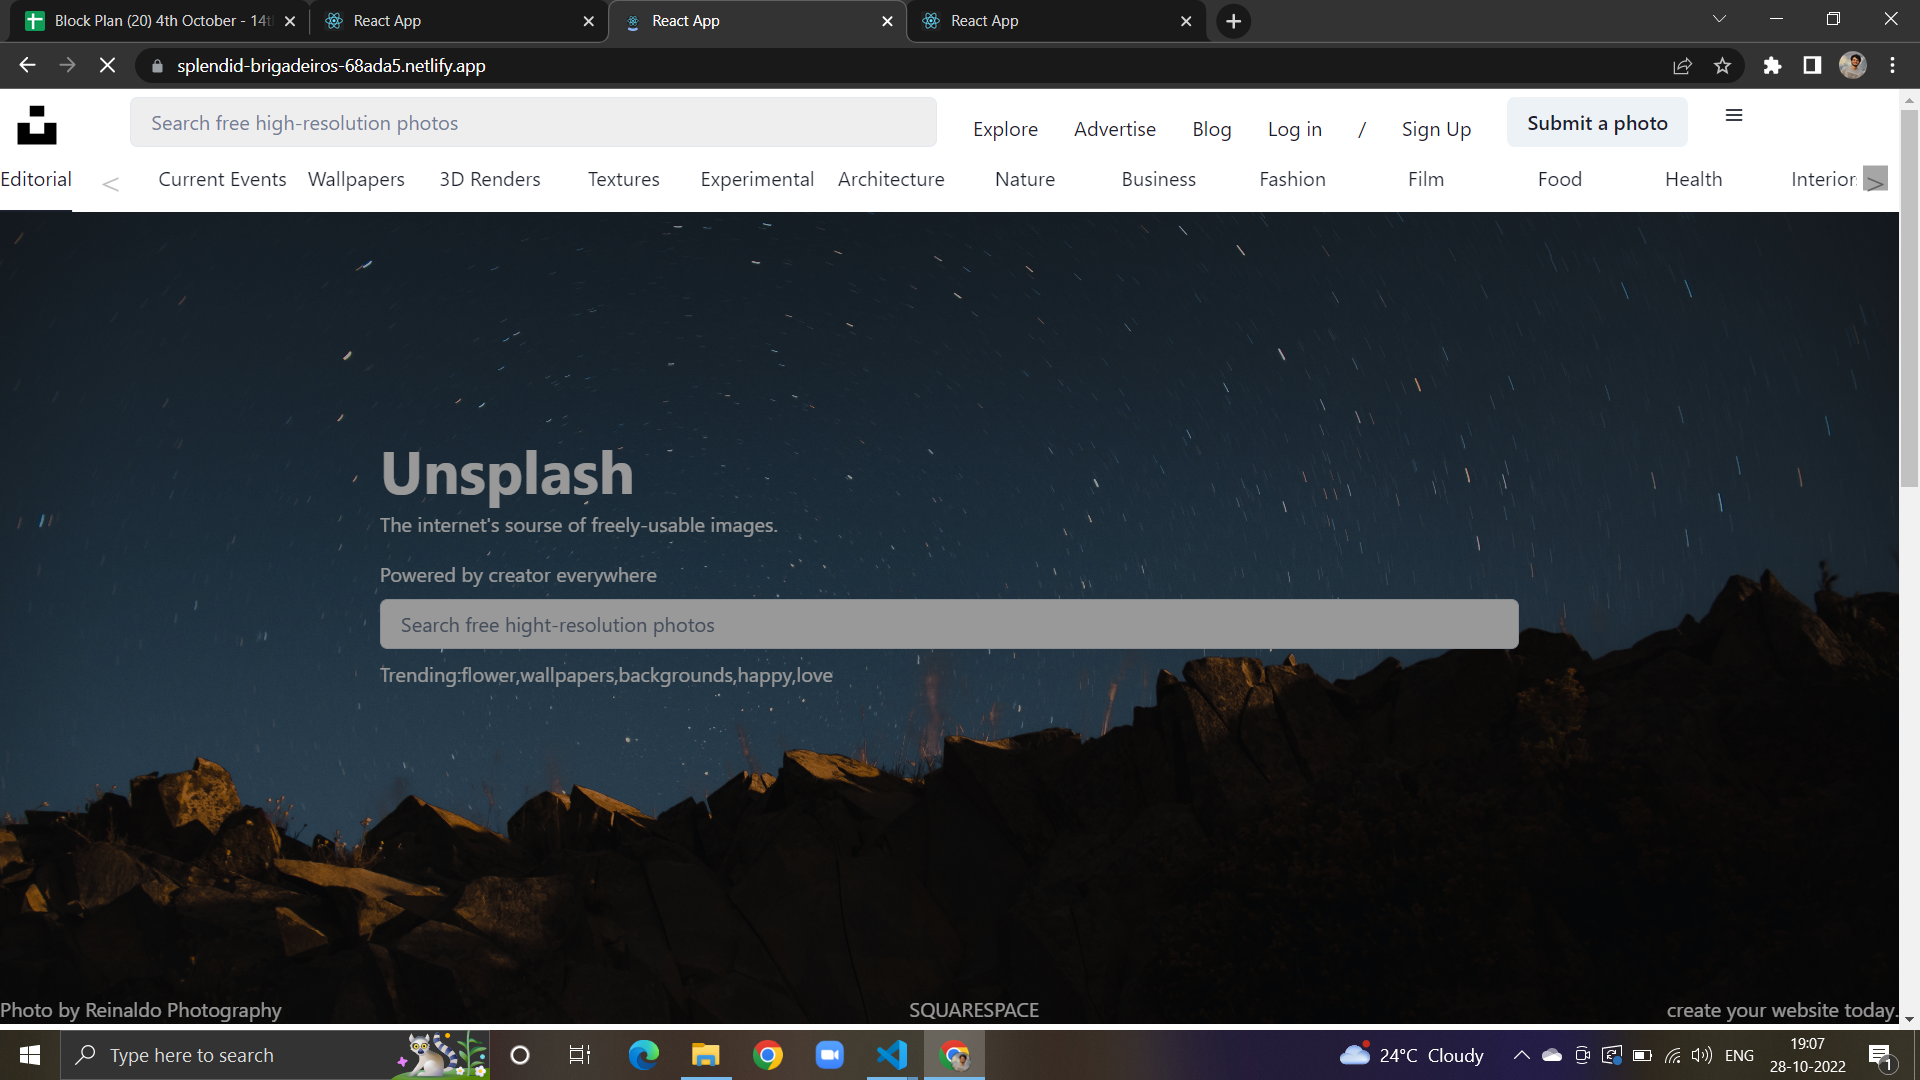 Block Plan (20) 4th October - 14t
React App
React App
React App
splendid-brigadeiros-68ada5.netlify.app
Search free high-resolution photos
Explore
Advertise
Blog
Log in
/
Sign Up
Submit a photo
Editorial
<
Current Events
Wallpapers
3D Renders
Textures
Experimental
Architecture
Nature
Business
Fashion
Film
Food
Health
Interior
>
Unsplash
The internet's sourse of freely-usable images.
Powered by creator everywhere
Search free hight-resolution photos
Trending:flower,wallpapers,backgrounds,happy,love
Photo by Reinaldo Photography
SQUARESPACE
create your website today.
Type here to search
24°C Cloudy
ENG
19:07
28-10-2022
1